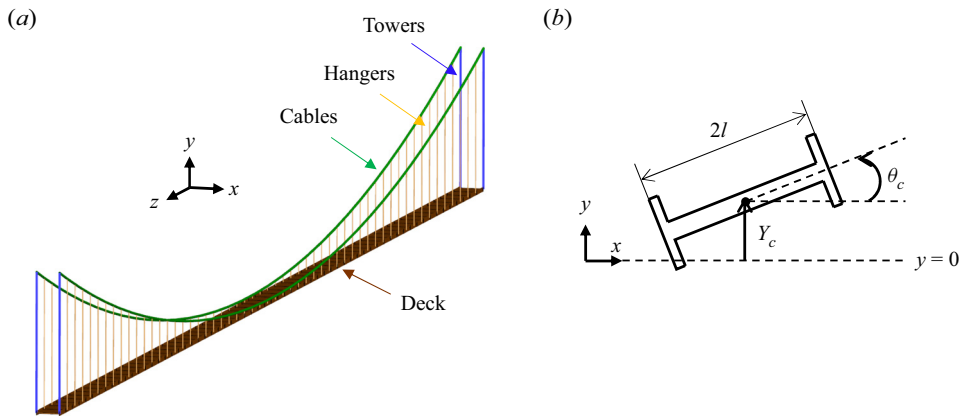 (a)
Towers
Hangers
Cables
y
x
z
Deck
(b)
2l
θc
y
x
Yc
y = 0